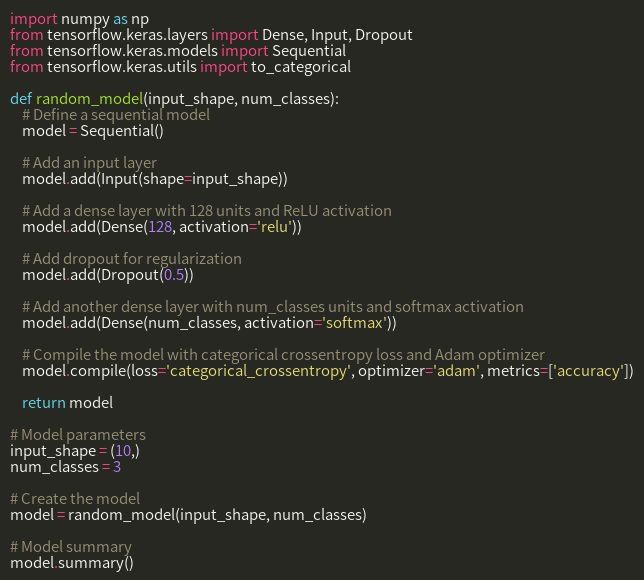 import numpy as np
from tensorflow.keras.layers import Dense, Input, Dropout
from tensorflow.keras.models import Sequential
from tensorflow.keras.utils import to_categorical

def random_model(input_shape, num_classes):
    # Define a sequential model
    model = Sequential()

    # Add an input layer
    model.add(Input(shape=input_shape))

    # Add a dense layer with 128 units and ReLU activation
    model.add(Dense(128, activation='relu'))

    # Add dropout for regularization
    model.add(Dropout(0.5))

    # Add another dense layer with num_classes units and softmax activation
    model.add(Dense(num_classes, activation='softmax'))

    # Compile the model with categorical crossentropy loss and Adam optimizer
    model.compile(loss='categorical_crossentropy', optimizer='adam', metrics=['accuracy'])

    return model

# Model parameters
input_shape = (10,)
num_classes = 3

# Create the model
model = random_model(input_shape, num_classes)

# Model summary
model.summary()